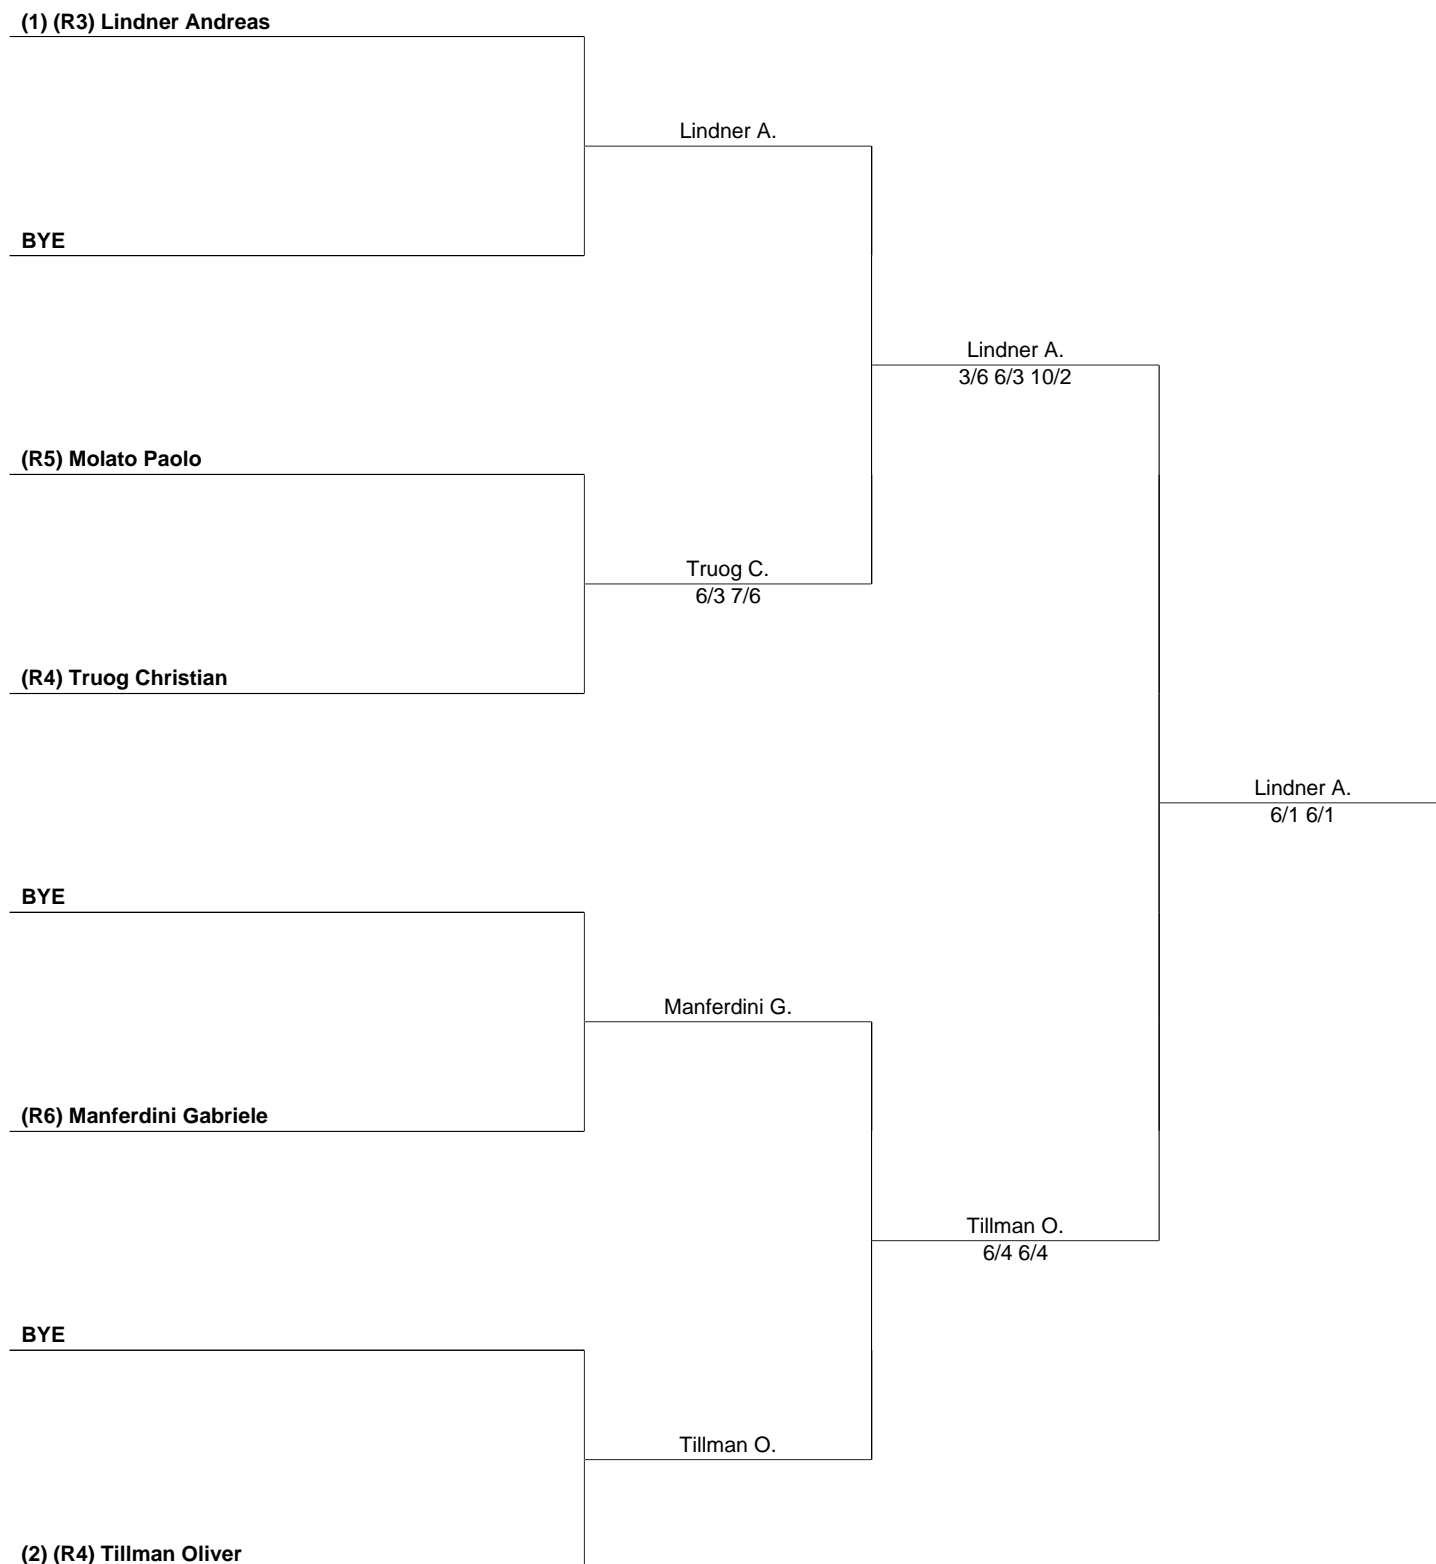 (1) (R3) Lindner Andreas
Lindner A.
BYE
Lindner A.
3/6 6/3 10/2
(R5) Molato Paolo
Truog C.
6/3 7/6
(R4) Truog Christian
Lindner A.
6/1 6/1
BYE
Manferdini G.
(R6) Manferdini Gabriele
Tillman O.
6/4 6/4
BYE
Tillman O.
(2) (R4) Tillman Oliver